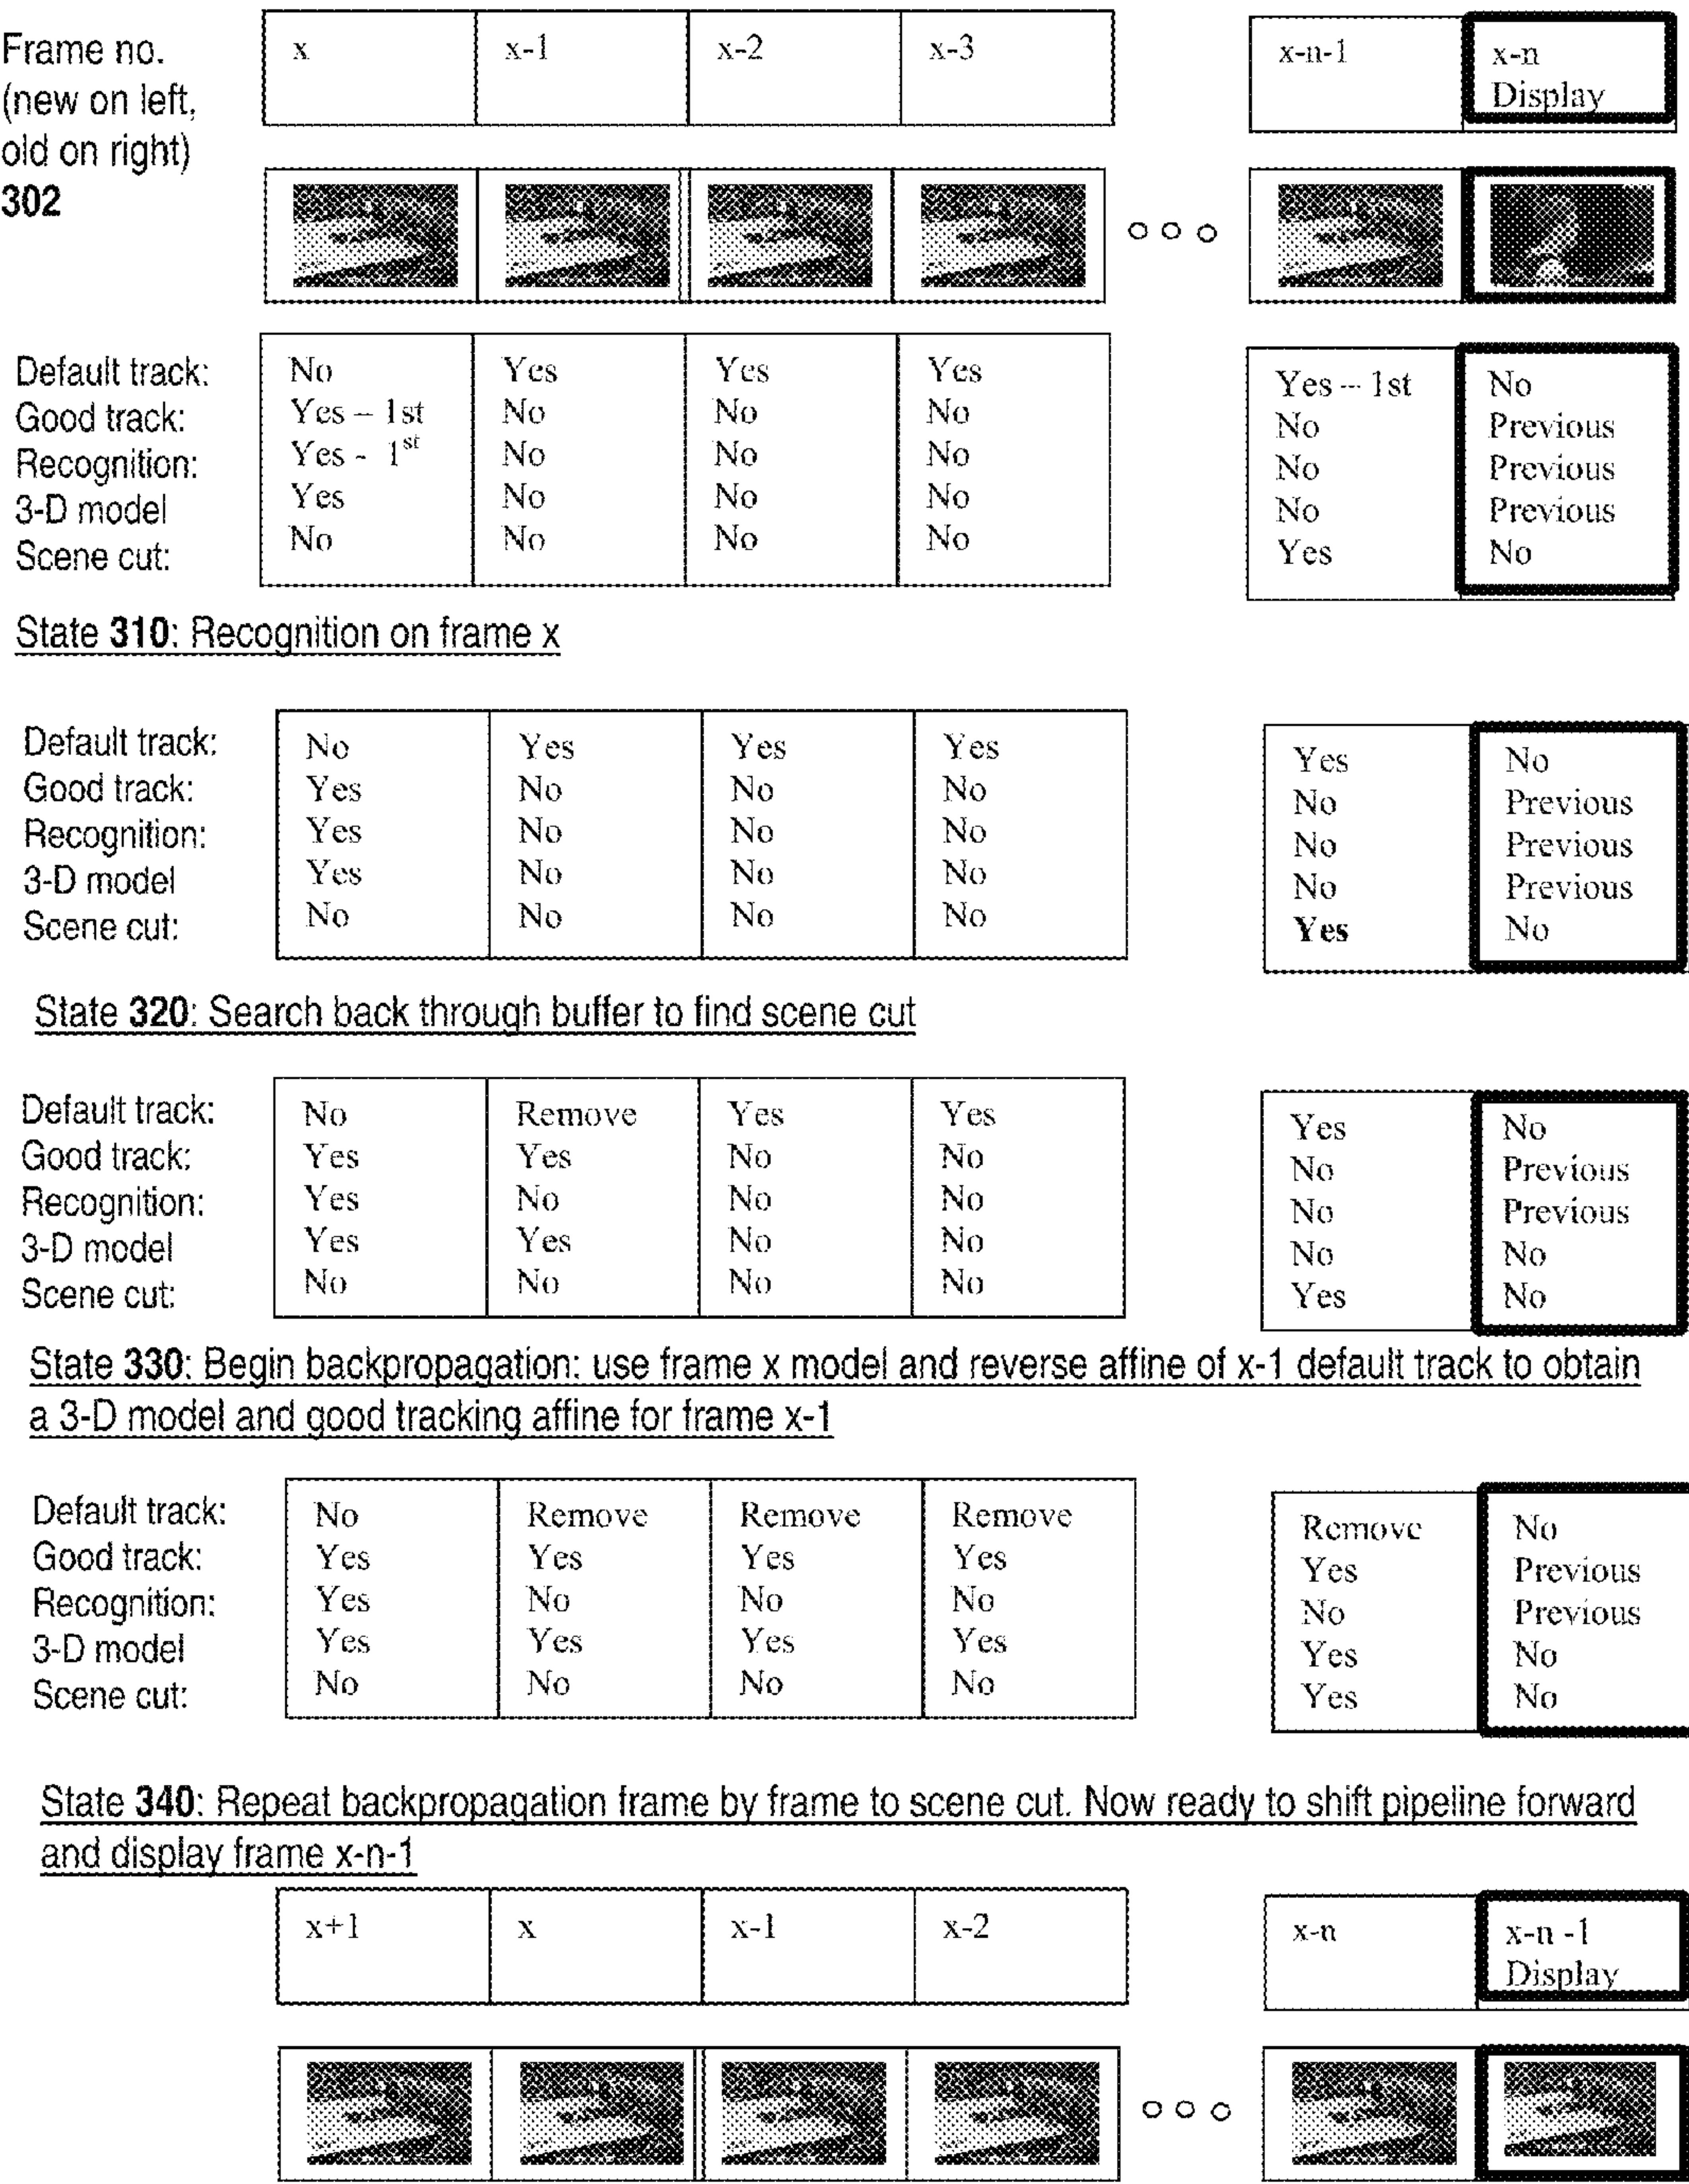 Frame no.
(new on left,
old on right)
302
x x-1 x-2 x-3 x-n-1 x-n
Display
Default track: No Yes Yes Yes Yes -- 1st No
Good track: Yes – 1st No No No No Previous
Recognition: Yes - 1st No No No No Previous
3-D model Yes No No No No Previous
Scene cut: No No No No Yes No
State 310: Recognition on frame x
Default track: No Yes Yes Yes Yes No
Good track: Yes No No No No Previous
Recognition: Yes No No No No Previous
3-D model Yes No No No No Previous
Scene cut: No No No No Yes No
State 320: Search back through buffer to find scene cut
Default track: No Remove Yes Yes Yes No
Good track: Yes Yes No No No Previous
Recognition: Yes No No No No Previous
3-D model Yes Yes No No No No
Scene cut: No No No No Yes No
State 330: Begin backpropagation: use frame x model and reverse affine of x-1 default track to obtain
a 3-D model and good tracking affine for frame x-1
Default track: No Remove Remove Remove Remove No
Good track: Yes Yes Yes Yes Yes Previous
Recognition: Yes No No No No Previous
3-D model Yes Yes Yes Yes Yes No
Scene cut: No No No No Yes No
State 340: Repeat backpropagation frame by frame to scene cut. Now ready to shift pipeline forward
and display frame x-n-1
x+1 x x-1 x-2 x-n x-n -1
Display